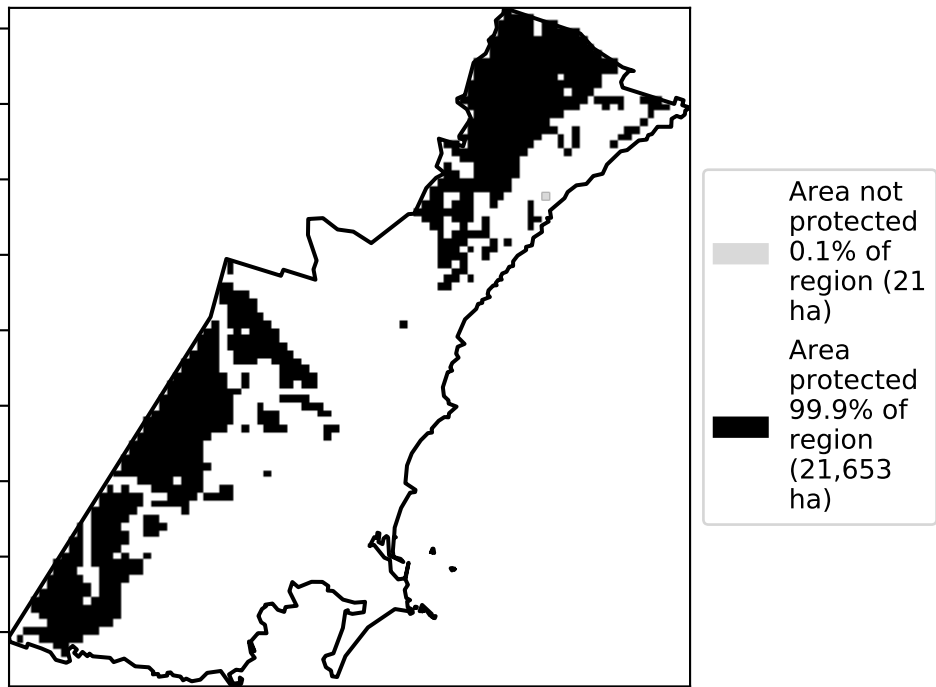 Area not
protected
0.1% of
region (21
ha)
Area
protected
99.9% of
region
(21,653
ha)